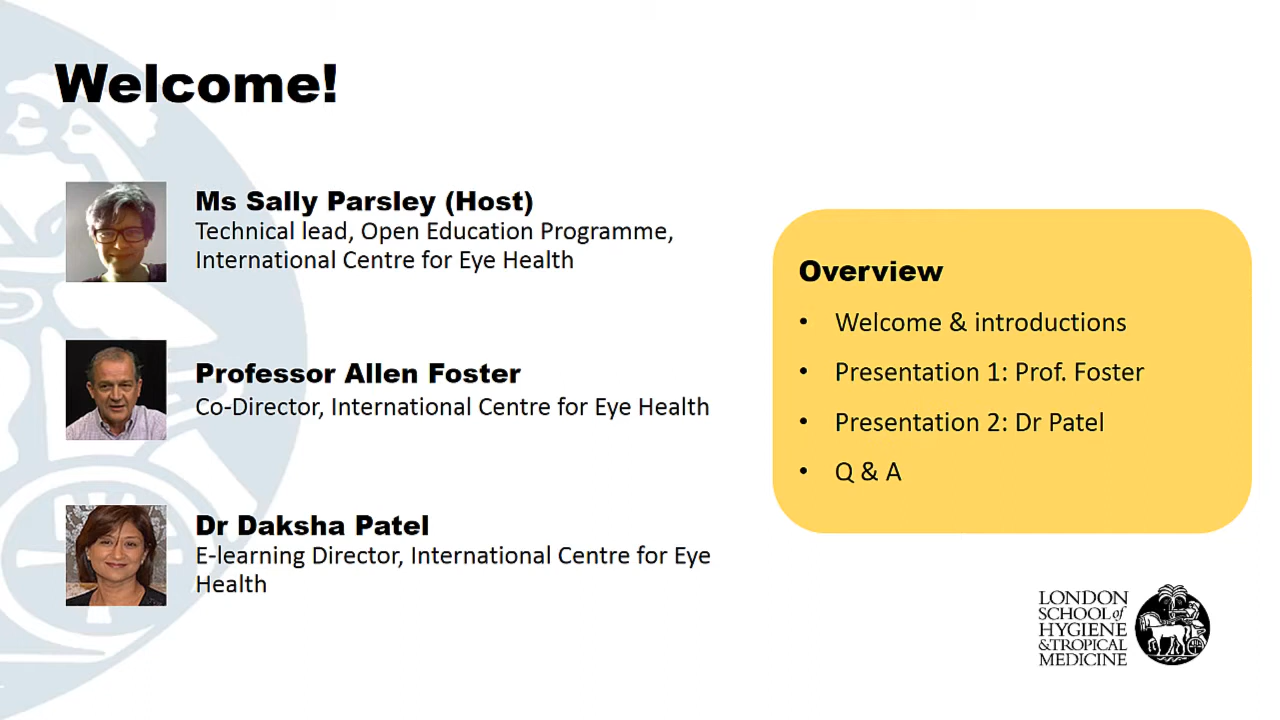 Welcome!
Ms Sally Parsley (Host)
Technical lead, Open Education Programme,
International Centre for Eye Health
Professor Allen Foster
Co-Director, International Centre for Eye Health
Dr Daksha Patel
E-learning Director, International Centre for Eye
Health
Overview
• Welcome & introductions
• Presentation 1: Prof. Foster
• Presentation 2: Dr Patel
• Q & A
LONDON
SCHOOL of
HYGIENE
& TROPICAL
MEDICINE